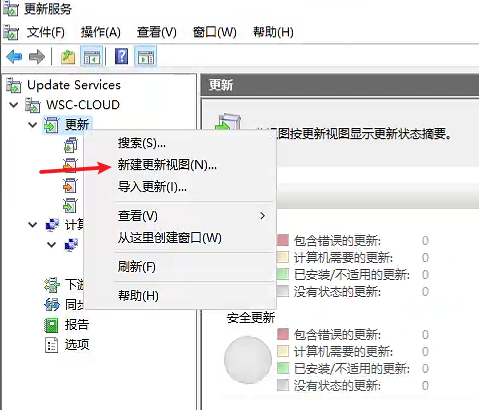 更新服务
文件(F) 操作(A) 查看(V) 窗口(W) 帮助(H)
Update Services
WSC-CLOUD
更新
计算
下游
同步
报告
选项
搜索(S)...
新建更新视图(N)...
导入更新(I)...
查看(V)
从这里创建窗口(W)
刷新(F)
帮助(H)
更新
视图按更新视图显示更新状态摘要。
包含错误的更新: 0
计算机需要的更新: 0
已安装/不适用的更新: 0
没有状态的更新: 0
安全更新
包含错误的更新: 0
计算机需要的更新: 0
已安装/不适用的更新: 0
没有状态的更新: 0